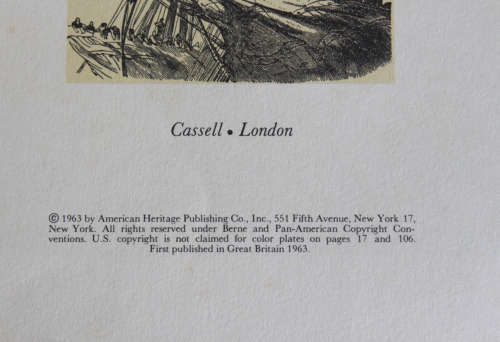 Cassell • London
© 1963 by American Heritage Publishing Co., Inc., 551 Fifth Avenue, New York 17,
New York. All rights reserved under Berne and Pan-American Copyright Con-
ventions. U.S. copyright is not claimed for color plates on pages 17 and 106.
First published in Great Britain 1963.